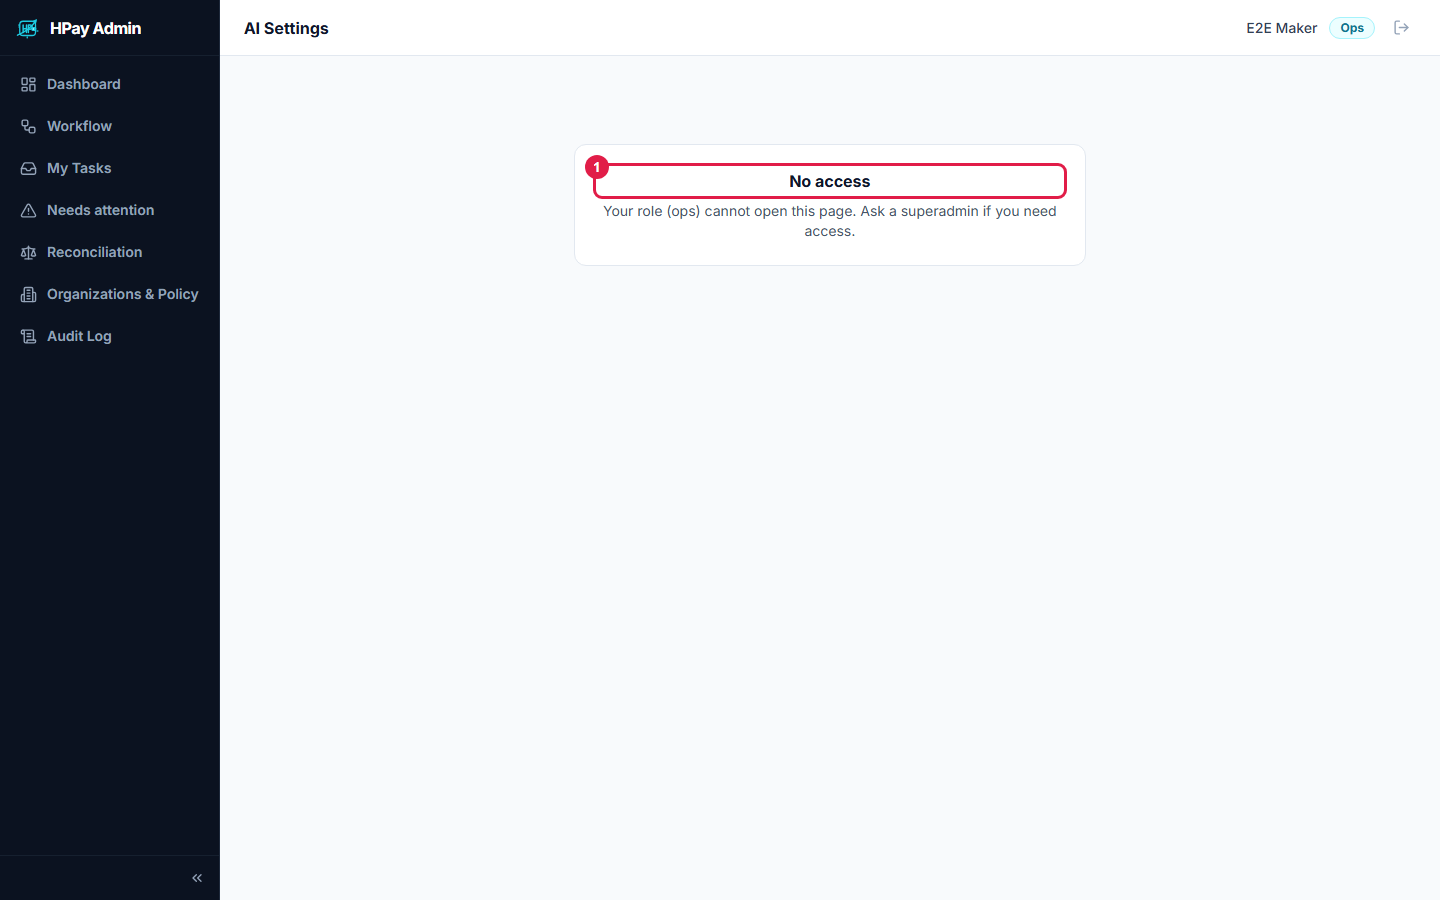 HPay Admin
AI Settings
E2E Maker
Ops
Dashboard
Workflow
My Tasks
Needs attention
Reconciliation
Organizations & Policy
Audit Log
1
No access
Your role (ops) cannot open this page. Ask a superadmin if you need
access.